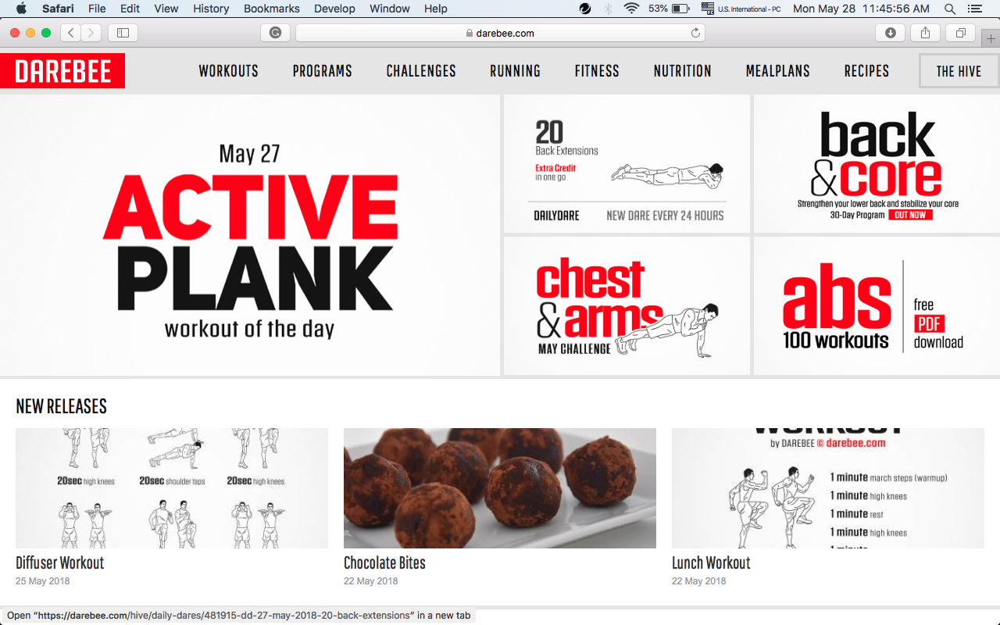 Safari File Edit View History Bookmarks Develop Window Help 53% U.S. International - PC Mon May 28 11:45:56 AM
darebee.com
DAREBEE WORKOUTS PROGRAMS CHALLENGES RUNNING FITNESS NUTRITION MEALPLANS RECIPES THE HIVE
May 27
ACTIVE
PLANK
workout of the day
20
Back Extensions
Extra Credit
in one go
DAILYDARE NEW DARE EVERY 24 HOURS
back
&core
Strengthen your lower back and stabilize your core
30-Day Program OUT NOW
chest
& arms
MAY CHALLENGE
abs
100 workouts
free
PDF
download
NEW RELEASES
20sec high knees 20sec shoulder taps 20sec high knees
Diffuser Workout
25 May 2018
Chocolate Bites
22 May 2018
WORKOUT
by DAREBEE © darebee.com
1 minute march steps (warmup)
1 minute high knees
1 minute rest
1 minute high knees
Lunch Workout
22 May 2018
Open “https://darebee.com/hive/daily-dares/481915-dd-27-may-2018-20-back-extensions” in a new tab